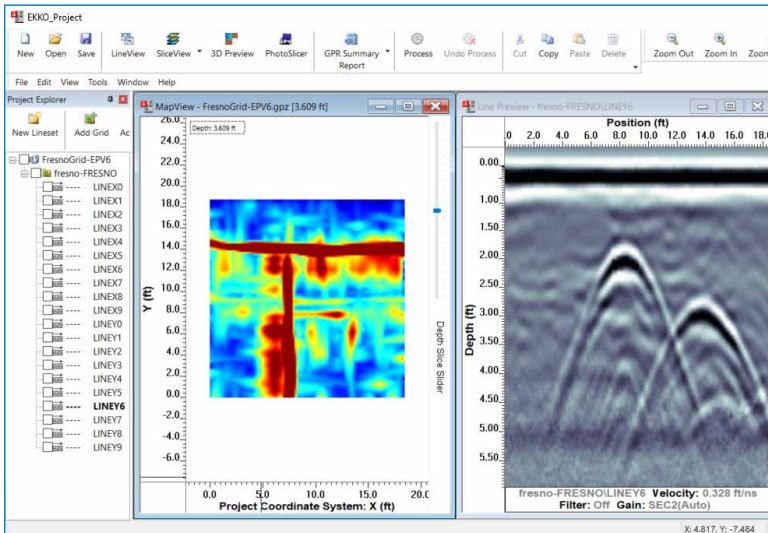 EKKO_Project
New Open Save LineView SliceView 3D Preview PhotoSlicer GPR Summary Report Process Undo Process Cut Copy Paste Delete Zoom Out Zoom In Zoom
File Edit View Tools Window Help
Project Explorer
New Lineset Add Grid Ac
FresnoGrid-EPV6
fresno-FRESNO
---- LINEX0
---- LINEX1
---- LINEX2
---- LINEX3
---- LINEX4
---- LINEX5
---- LINEX6
---- LINEX7
---- LINEX8
---- LINEX9
---- LINEY0
---- LINEY1
---- LINEY2
---- LINEY3
---- LINEY4
---- LINEY5
---- LINEY6
---- LINEY7
---- LINEY8
---- LINEY9
MapView - FresnoGrid-EPV6.gpz [3.609 ft]
Depth: 3.609 ft
26.0
24.0
22.0
20.0
18.0
16.0
14.0
12.0
10.0
8.0
6.0
4.0
2.0
0.0
-2.0
-4.0
-6.0
Y (ft)
Depth Slice Slider
0.0 5.0 10.0 15.0 20.0
Project Coordinate System: X (ft)
Line Preview - fresno-FRESNO\LINEY6
Position (ft)
.0 2.0 4.0 6.0 8.0 10.0 12.0 14.0 16.0 18.0
0.00
1.00
1.50
2.00
2.50
3.00
3.50
4.00
4.50
5.00
5.50
Depth (ft)
fresno-FRESNO\LINEY6 Velocity: 0.328 ft/ns
Filter: Off Gain: SEC2(Auto)
X: 4.817, Y: -7.484